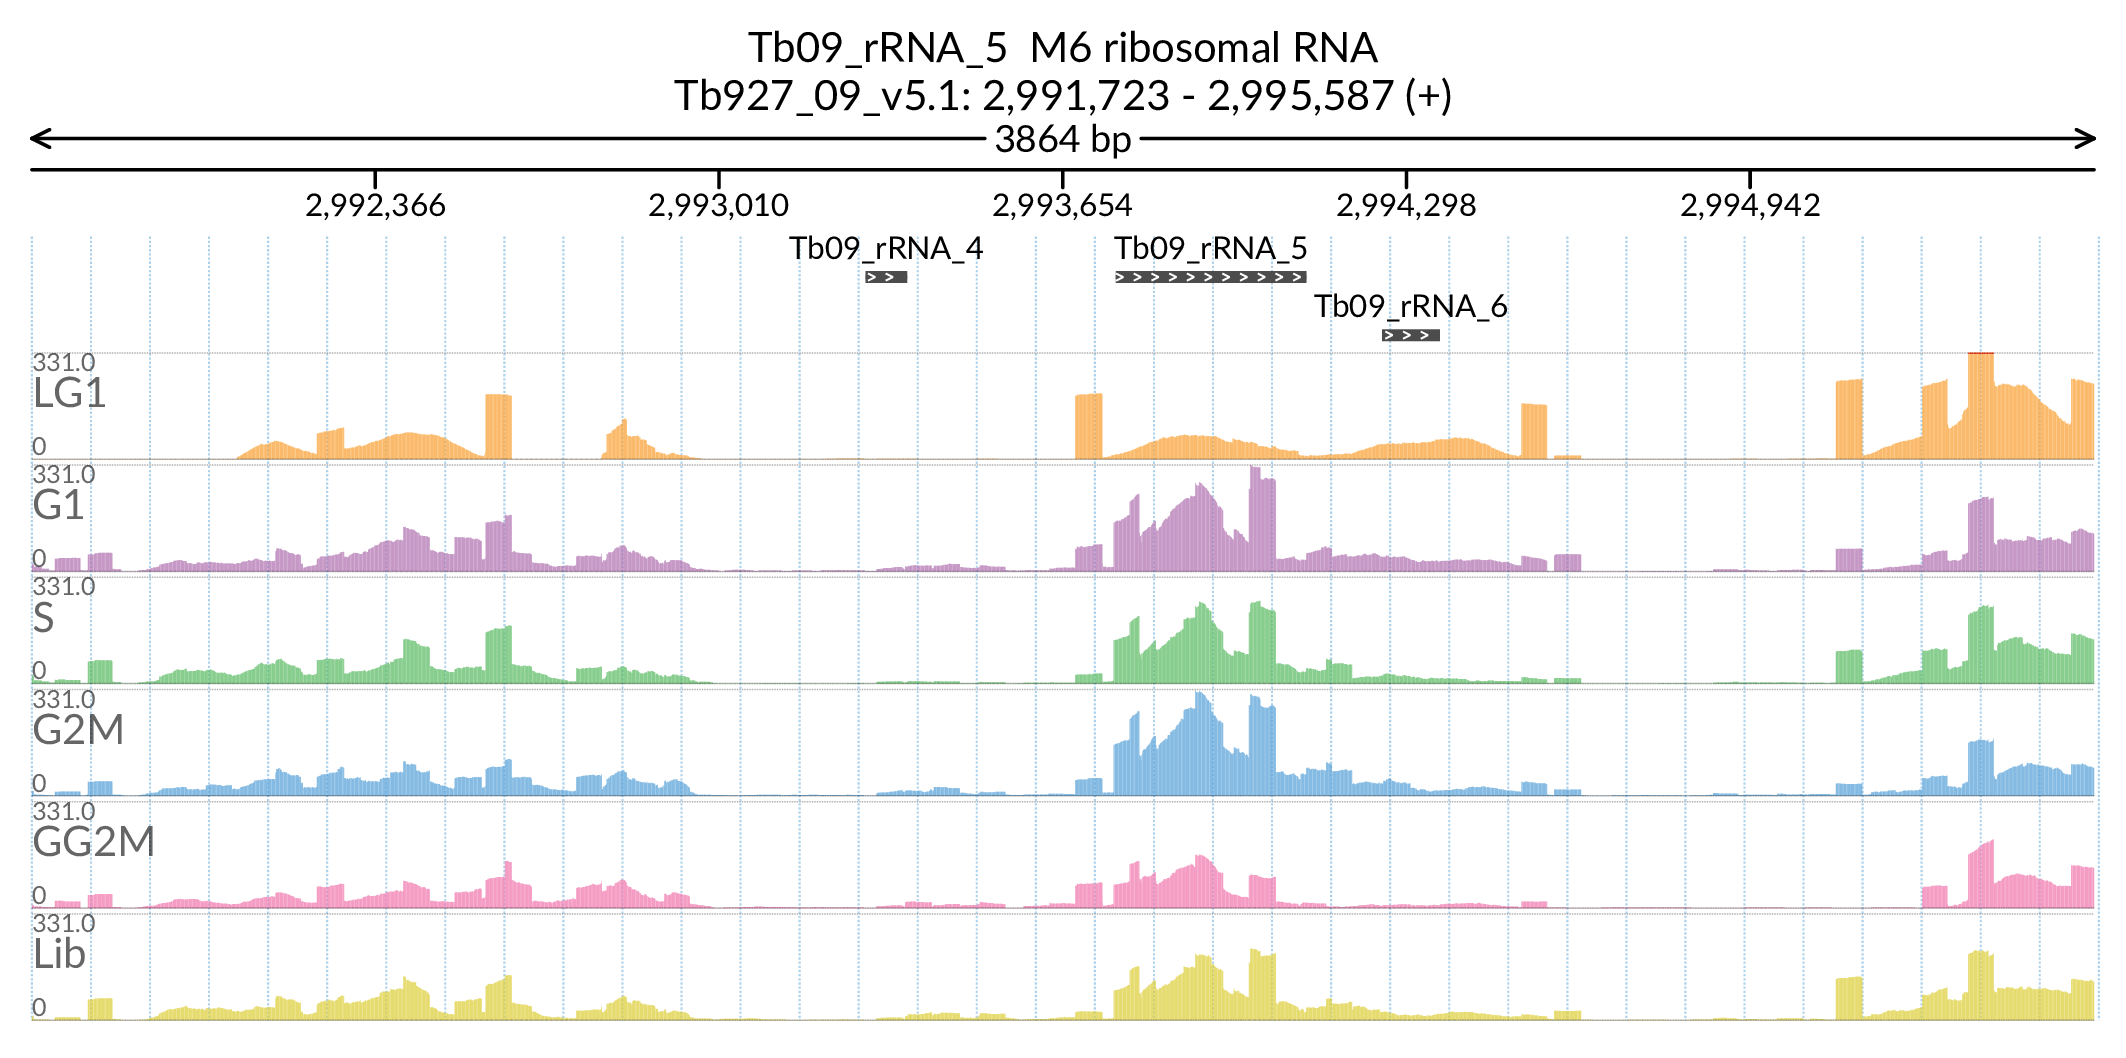 Tb09_rRNA_5  M6 ribosomal RNA
Tb927_09_v5.1: 2,991,723 - 2,995,587 (+)
3864 bp
2,992,366 2,993,010 2,993,654 2,994,298 2,994,942
Tb09_rRNA_4 Tb09_rRNA_5
Tb09_rRNA_6
331.0
LG1
0
331.0
G1
0
331.0
S
0
331.0
G2M
0
331.0
GG2M
0
331.0
Lib
0